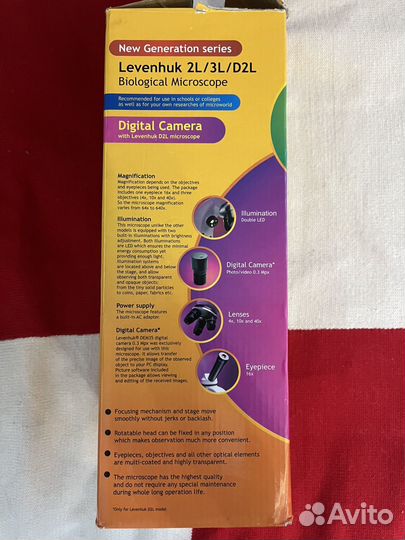 New Generation series
Levenhuk 2L/3L/D2L
Biological Microscope
Recommended for use in schools or colleges
as well as for your own researches of microworld
Digital Camera
with Levenhuk D2L microscope
Magnification
Magnification depends on the objectives
and eyepieces being used. The package
includes one eyepiece 16x and three
objectives (4x, 10x and 40x).
So the microscope magnification
varies from 64x to 640x.
Illumination
This microscope unlike the other
models is equipped with two
built-in illuminations with brightness
adjustment. Both illuminations
are LED which ensures the minimal
energy consumption yet
providing enough light.
Illumination systems
are located above and below
the stage, and allow
observing both transparent
and opaque objects:
from the tiny solid particles
to coins, paper, fabrics etc.
Power supply
The microscope features
a built-in AC adapter.
Digital Camera*
Levenhuk® DEM35 digital
camera 0.3 Mpx was exclusively
designed for use with this
microscope. It allows transfer
of the precise image of the observed
object to your PC display.
Picture software included
in the package allows viewing
and editing of the received images.
Illumination
Double LED
Digital Camera*
Photo/video 0.3 Mpx
Lenses
4x, 10x and 40x
Eyepiece
16x
Focusing mechanism and stage move
smoothly without jerks or backlash.
Rotatable head can be fixed in any position
which makes observation much more convenient.
Eyepieces, objectives and all other optical elements
are multi-coated and highly transparent.
The microscope has the highest quality
and do not require any special maintenance
during whole long operation life.
*Only for Levenhuk D2L model
Avito